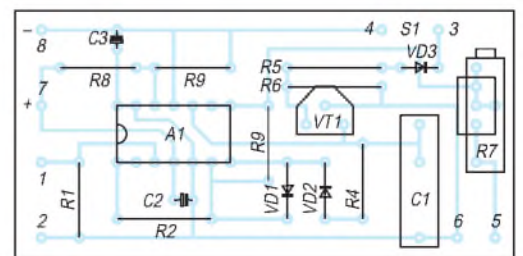 − 8 C3 4 S1 3
VD3
R8 R9 R5
R6
7 +
A1 VT1
R9 R7
1
R1 C2 VD1 VD2 R4 C1
2 R2 6 5